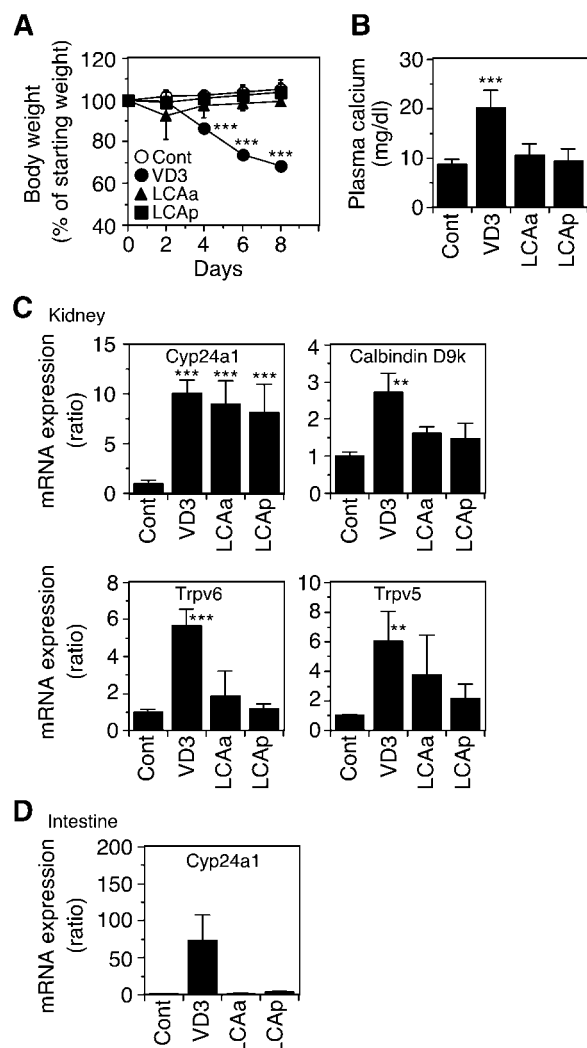 A
Body weight
(% of starting weight)
120
100
80
60
40
***
***
***
Cont
VD3
LCAa
LCAp
0 2 4 6 8
Days
B
Plasma calcium
(mg/dl)
30
20
10
0
***
Cont VD3 LCAa LCAp
C Kidney
mRNA expression
(ratio)
Cyp24a1
15
10
5
0
*** *** ***
Cont VD3 LCAa LCAp
Calbindin D9k
4
3
2
1
0
**
Cont VD3 LCAa LCAp
mRNA expression
(ratio)
Trpv6
8
6
4
2
0
***
Cont VD3 LCAa LCAp
Trpv5
10
8
6
4
2
0
**
Cont VD3 LCAa LCAp
D Intestine
mRNA expression
(ratio)
Cyp24a1
200
150
100
50
0
Cont VD3 LCAa LCAp